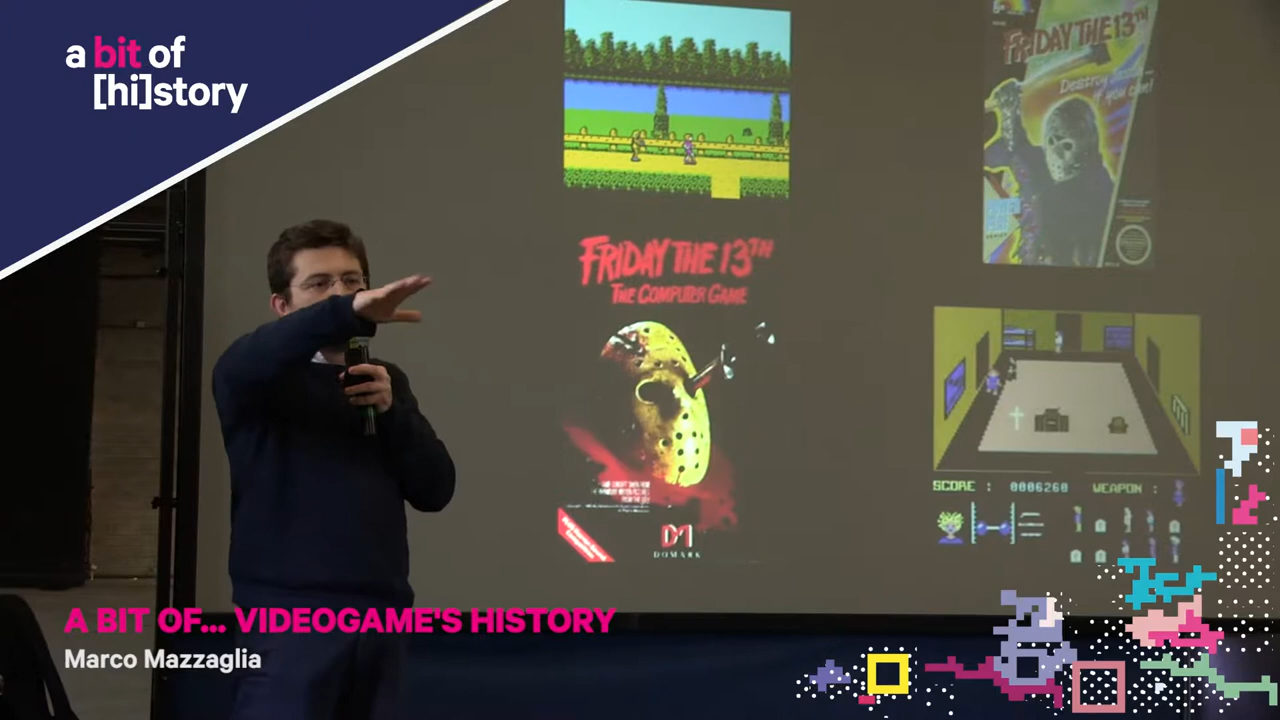 a bit of
[hi]story
FRIDAY THE 13TH
FRIDAY THE 13TH
THE COMPUTER GAME
DOMARK
SCORE : 0006260 WEAPON :
A BIT OF... VIDEOGAME'S HISTORY
Marco Mazzaglia